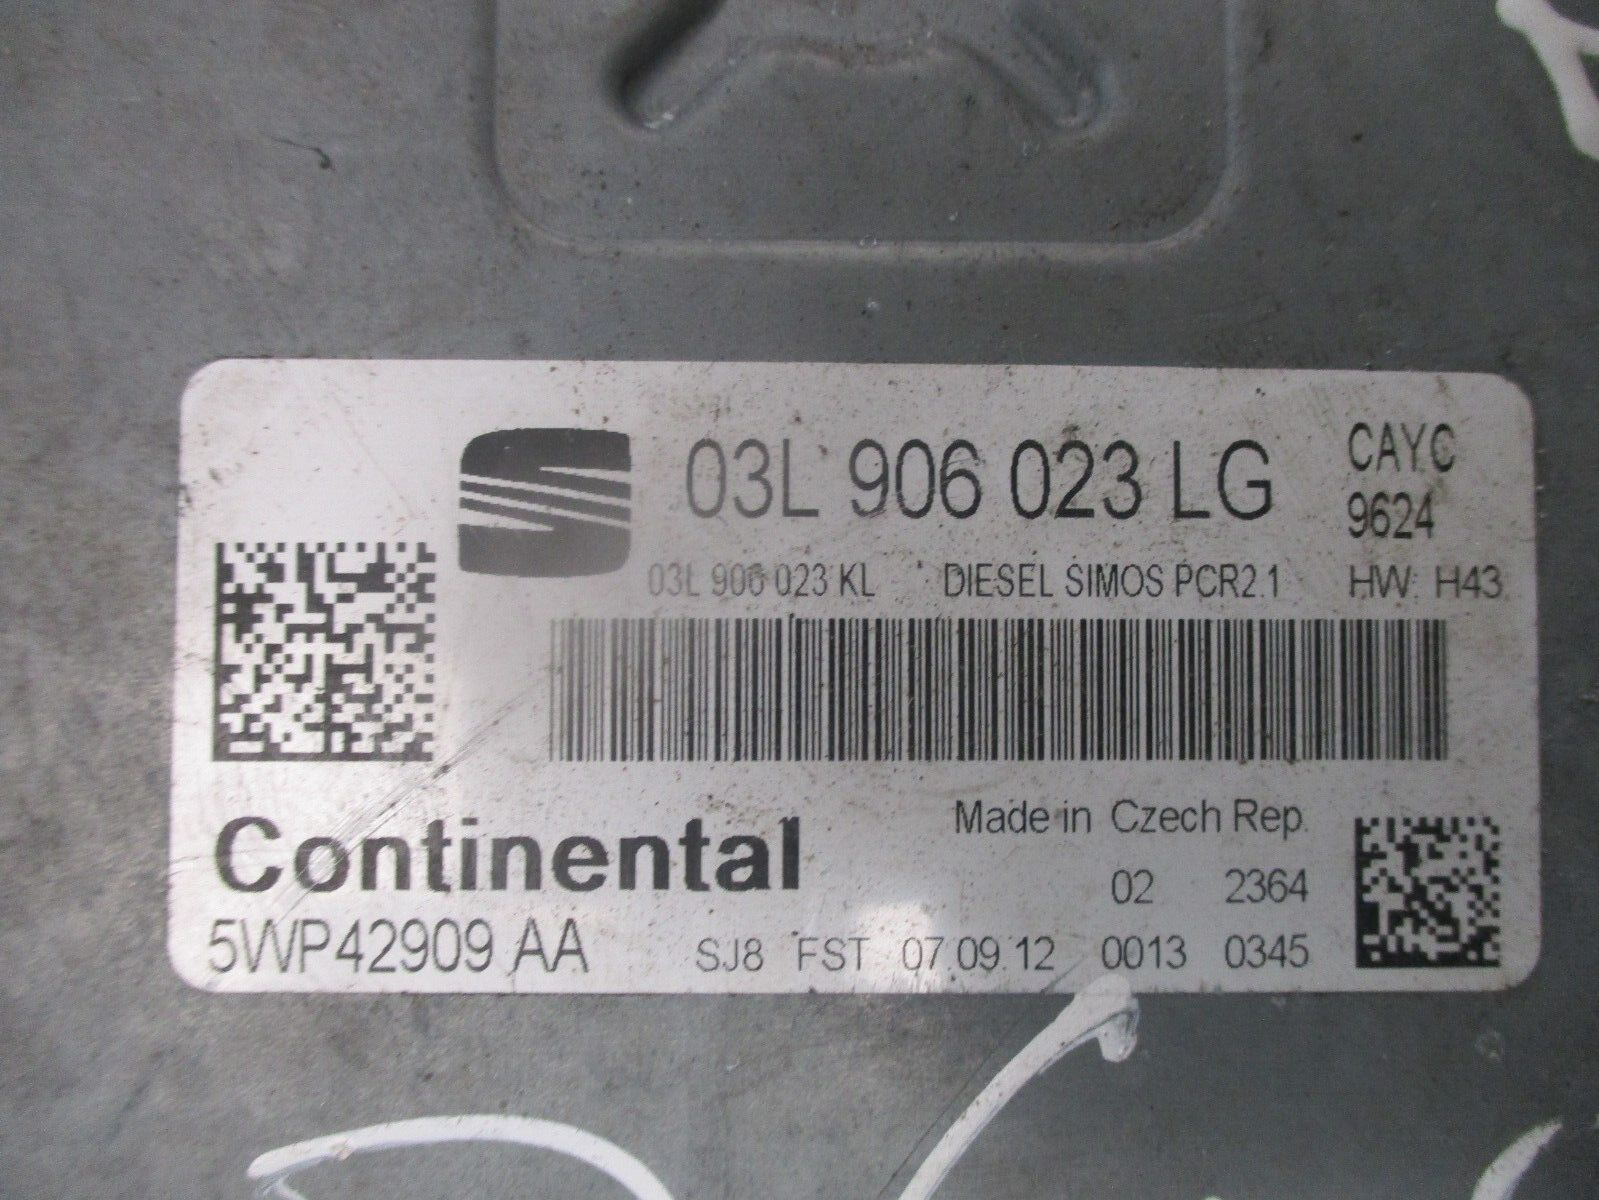 03L 906 023 LG CAYC
9624
03L 906 023 KL DIESEL SIMOS PCR2.1 HW: H43
Made in Czech Rep.
Continental
02 2364
5WP42909 AA SJ8 FST 07.09.12 0013 0345